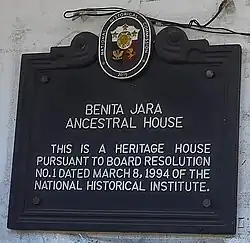 BENITA JARA
ANCESTRAL HOUSE
THIS IS A HERITAGE HOUSE
PURSUANT TO BOARD RESOLUTION
NO.1 DATED MARCH 8, 1994 OF THE
NATIONAL HISTORICAL INSTITUTE.